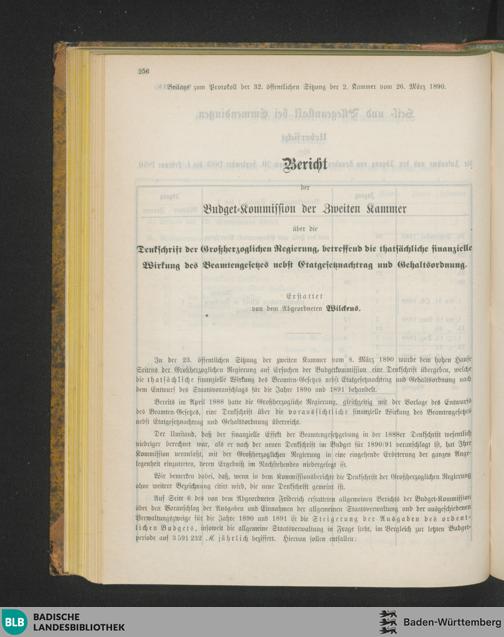 256
Beilage zum Protokoll der 32. öffentlichen Sitzung der 2. Kammer vom 26. März 1890.
Bericht
der
Budget-Kommission der Zweiten Kammer
über die
Denkschrift der Großherzoglichen Regierung, betreffend die thatsächliche finanzielle
Wirkung des Beamtengesetzes nebst Etatgesetznachtrag und Gehaltsordnung.
Erstattet
von dem Abgeordneten Wilckens.
In der 23. öffentlichen Sitzung der zweiten Kammer vom 8. März 1890 wurde dem hohen Hause
Seitens der Großherzoglichen Regierung auf Ersuchen der Budgetkommission eine Denkschrift übergeben, welche
die thatsächliche finanzielle Wirkung des Beamten-Gesetzes nebst Etatgesetznachtrag und Gehaltsordnung nach
dem Entwurf des Staatsvoranschlags für die Jahre 1890 und 1891 behandelt.
Bereits im April 1888 hatte die Großherzogliche Regierung, gleichzeitig mit der Vorlage des Entwurfs
des Beamten-Gesetzes, eine Denkschrift über die voraussichtliche finanzielle Wirkung des Beamtengesetzes
nebst Etatgesetznachtrag und Gehaltsordnung überreicht.
Der Umstand, daß der finanzielle Effekt der Beamtengesetzgebung in der 1888er Denkschrift wesentlich
niedriger berechnet war, als er nach der neuen Denkschrift im Budget für 1890/91 veranschlagt ist, hat Ihre
Kommission veranlaßt, mit der Großherzoglichen Regierung in eine eingehende Erörterung der ganzen Ange-
legenheit einzutreten, deren Ergebniß im Nachstehenden niedergelegt ist.
Wir bemerken dabei, daß, wenn in dem Kommissionsbericht die Denkschrift der Großherzoglichen Regierung
ohne weitere Bezeichnung citirt wird, die neue Denkschrift gemeint ist.
Auf Seite 6 des von dem Abgeordneten Friderich erstatteten allgemeinen Berichts der Budget-Kommission
über den Voranschlag der Ausgaben und Einnahmen der allgemeinen Staatsverwaltung und der ausgeschiedenen
Verwaltungszweige für die Jahre 1890 und 1891 ist die Steigerung der Ausgaben des ordent-
lichen Budgets, insoweit die allgemeine Staatsverwaltung in Frage steht, im Vergleich zur letzten Budget-
periode auf 3 591 232 ℳ jährlich beziffert. Hiervon sollen entfallen:
BLB
BADISCHE
LANDESBIBLIOTHEK
Baden-Württemberg